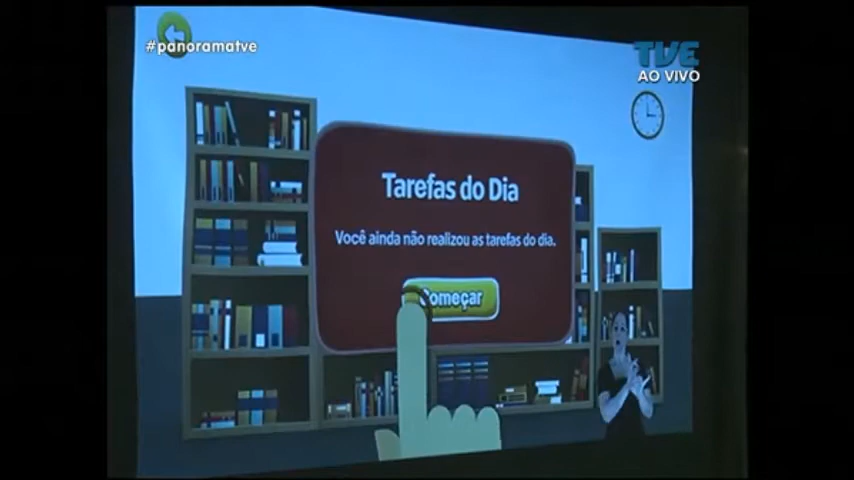 #panoramatve
TVE
AO VIVO
Tarefas do Dia
Você ainda não realizou as tarefas do dia.
Começar